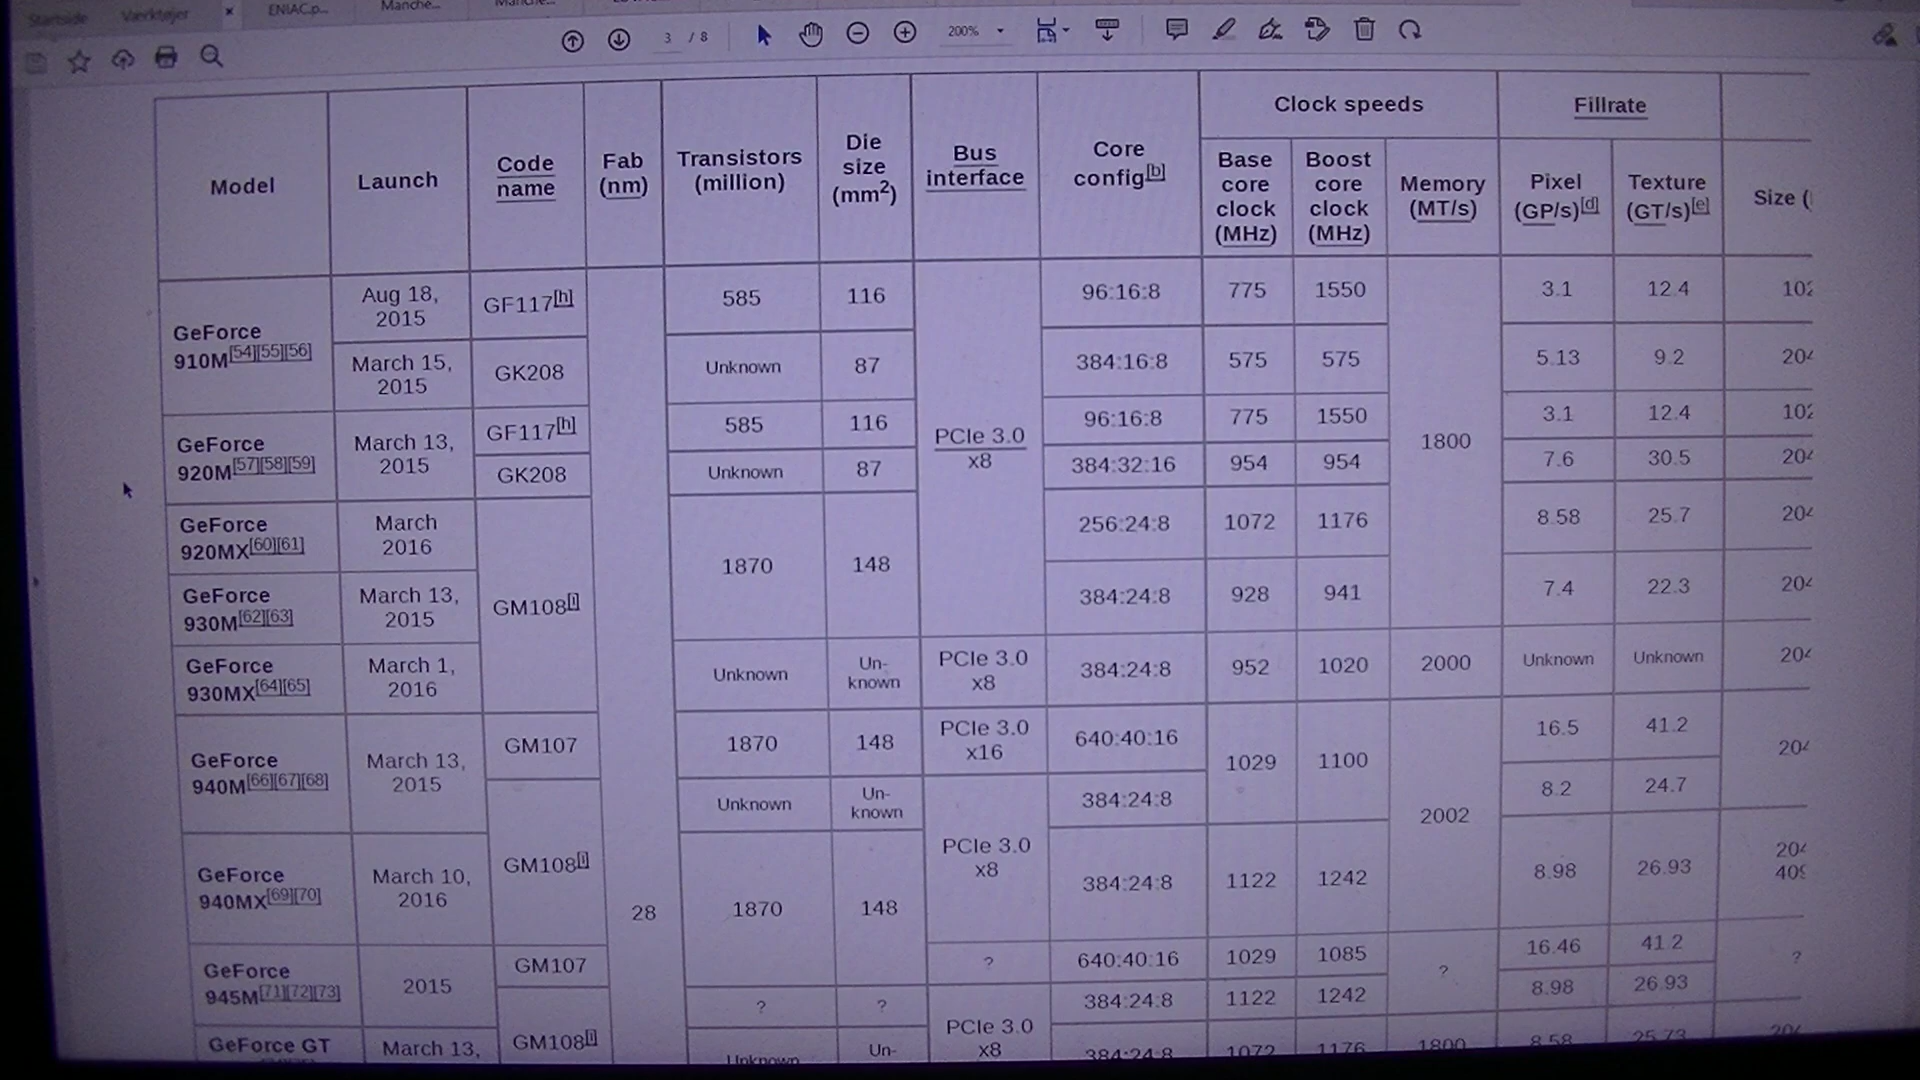 Startside Værktøjer × ENIAC.p... Manche...
3 / 8 200%
Model Launch Code name Fab (nm) Transistors (million) Die size (mm2) Bus interface Core config[b] Clock speeds Fillrate
Base core clock (MHz) Boost core clock (MHz) Memory (MT/s) Pixel (GP/s)[d] Texture (GT/s)[e] Size (
GeForce 910M[54][55][56] Aug 18, 2015 GF117[h] 585 116 96:16:8 775 1550 3.1 12.4
March 15, 2015 GK208 Unknown 87 384:16:8 575 575 5.13 9.2
GeForce 920M[57][58][59] March 13, 2015 GF117[h] 585 116 PCIe 3.0 x8 96:16:8 775 1550 1800 3.1 12.4
GK208 Unknown 87 384:32:16 954 954 7.6 30.5
GeForce 920MX[60][61] March 2016 GM108[i] 1870 148 256:24:8 1072 1176 8.58 25.7
GeForce 930M[62][63] March 13, 2015 384:24:8 928 941 7.4 22.3
GeForce 930MX[64][65] March 1, 2016 Unknown Un-known PCIe 3.0 x8 384:24:8 952 1020 2000 Unknown Unknown
GeForce 940M[66][67][68] March 13, 2015 GM107 1870 148 PCIe 3.0 x16 640:40:16 1029 1100 16.5 41.2
GM108[i] Unknown Un-known PCIe 3.0 x8 384:24:8 2002 8.2 24.7
GeForce 940MX[69][70] March 10, 2016 28 1870 148 384:24:8 1122 1242 8.98 26.93
GeForce 945M[71][72][73] 2015 GM107 ? 640:40:16 1029 1085 ? 16.46 41.2 ?
GM108[i] ? ? PCIe 3.0 x8 384:24:8 1122 1242 8.98 26.93
GeForce GT March 13, Unknown Un- 384:24:8 1072 1176 1800 8.58 25.73